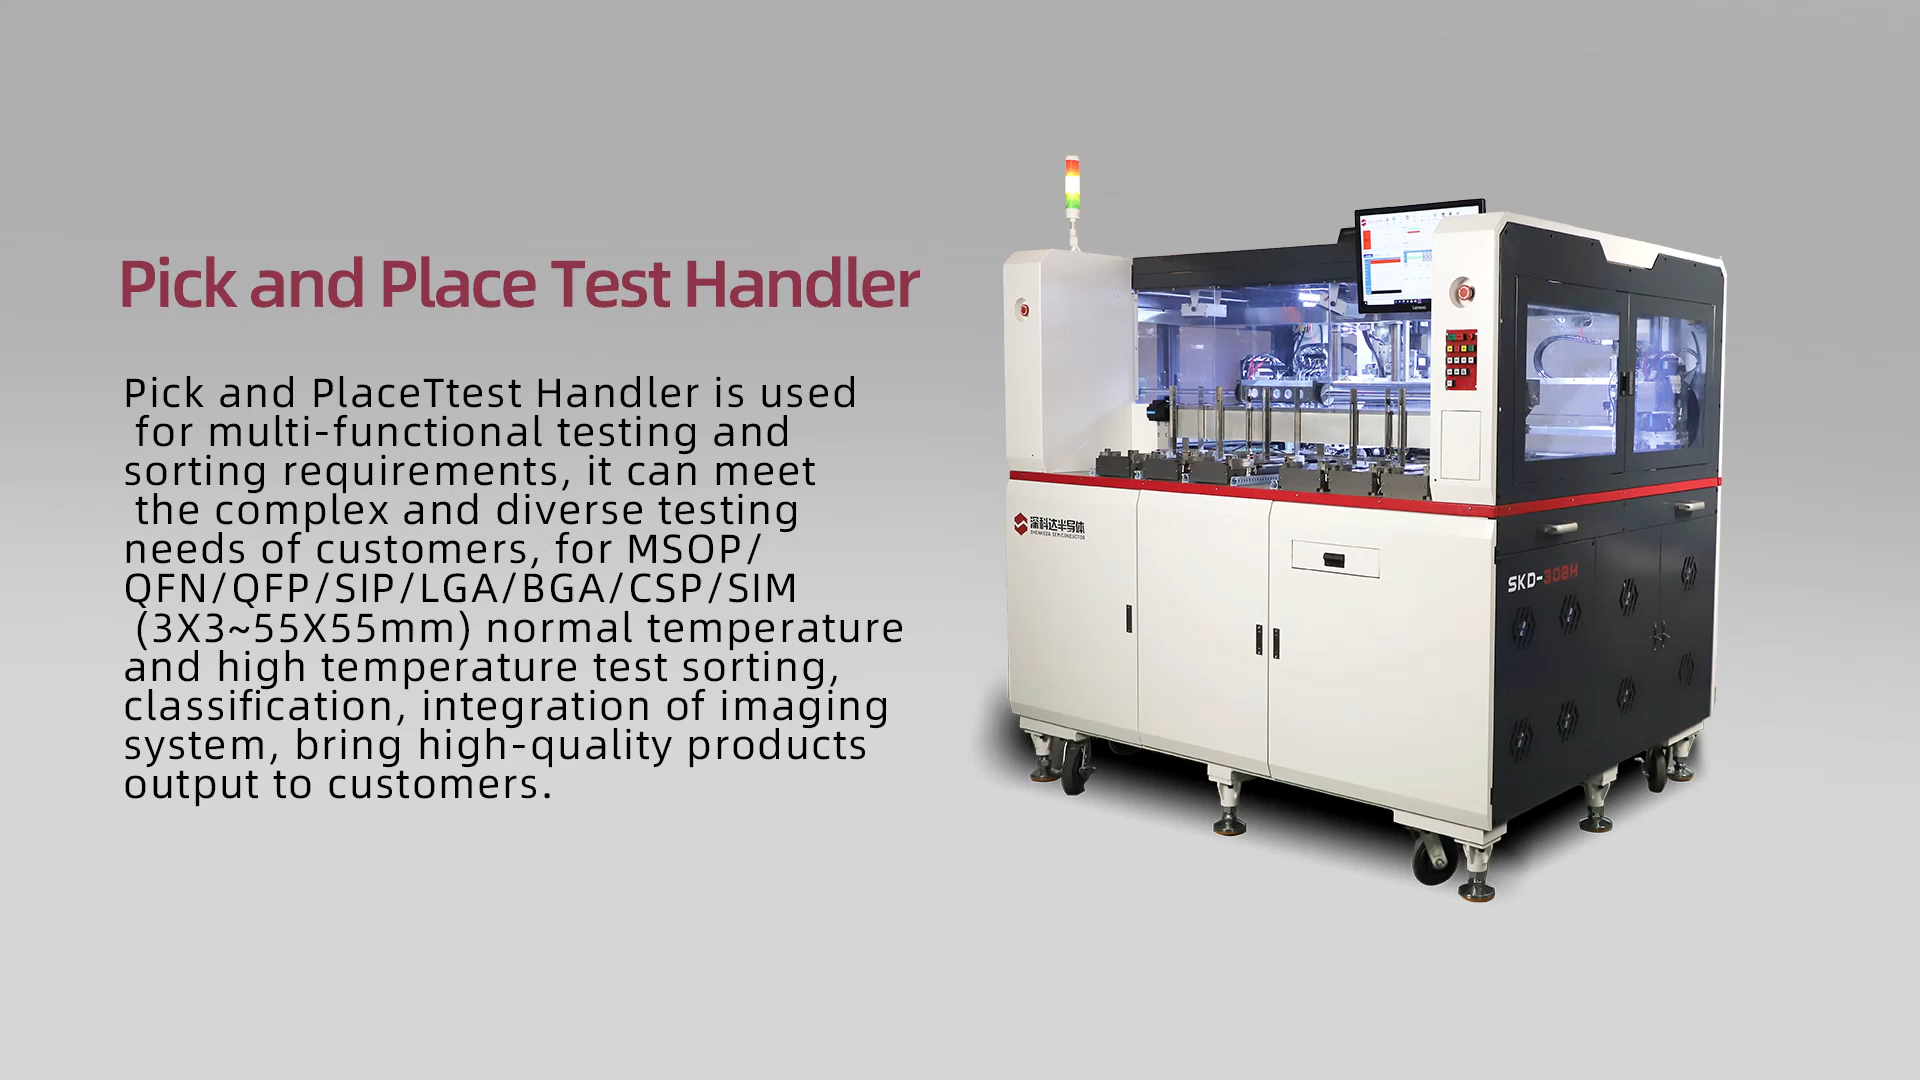 Pick and Place Test Handler
Pick and PlaceTtest Handler is used
for multi-functional testing and
sorting requirements, it can meet
the complex and diverse testing
needs of customers, for MSOP/
QFN/QFP/SIP/LGA/BGA/CSP/SIM
(3X3~55X55mm) normal temperature
and high temperature test sorting,
classification, integration of imaging
system, bring high-quality products
output to customers.
深科达半导体
SHENKEDA SEMICONDUCTOR
SKD-308H
Lenovo